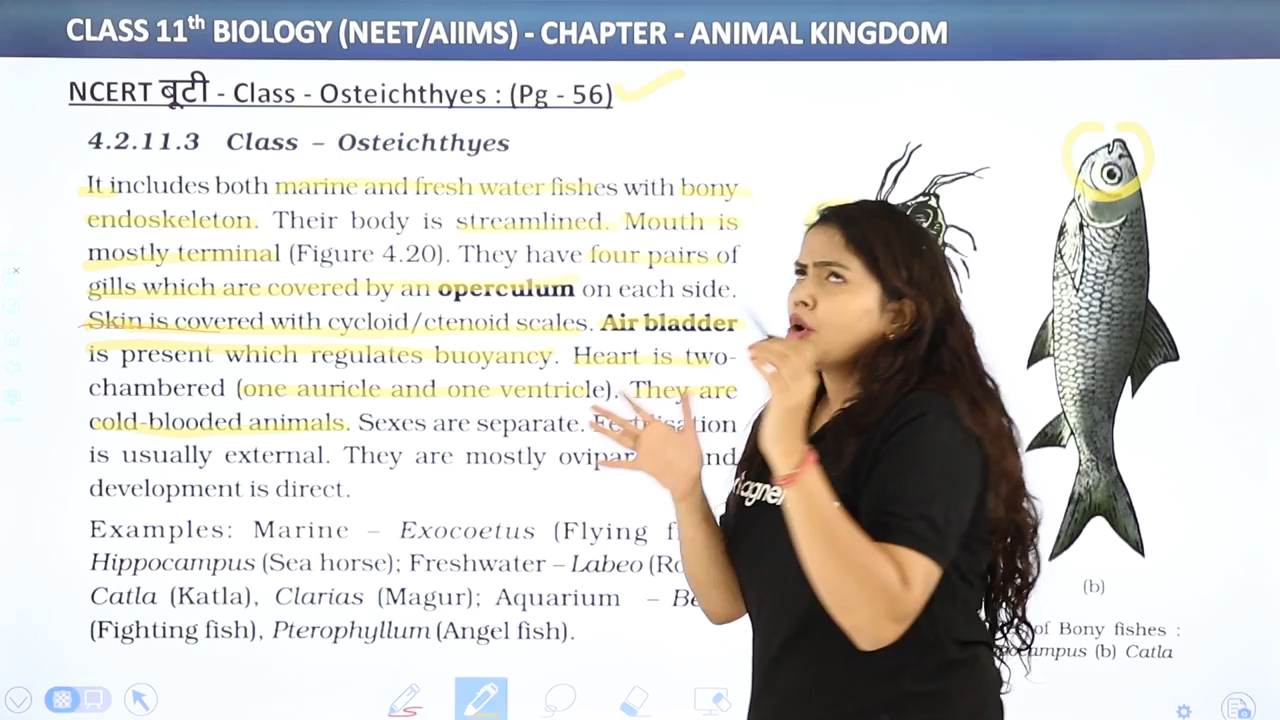 CLASS 11th BIOLOGY (NEET/AIIMS) - CHAPTER - ANIMAL KINGDOM
NCERT बूटी - Class - Osteichthyes : (Pg - 56)
4.2.11.3 Class – Osteichthyes
It includes both marine and fresh water fishes with bony
endoskeleton. Their body is streamlined. Mouth is
mostly terminal (Figure 4.20). They have four pairs of
gills which are covered by an operculum on each side.
Skin is covered with cycloid/ctenoid scales. Air bladder
is present which regulates buoyancy. Heart is two-
chambered (one auricle and one ventricle). They are
cold-blooded animals. Sexes are separate.
is usually external. They are mostly
development is direct.
Examples: Marine – Exocoetus (Flying
Hippocampus (Sea horse); Freshwater – Labeo
Catla (Katla), Clarias (Magur); Aquarium –
(Fighting fish), Pterophyllum (Angel fish).
(b)
of Bony fishes :
(b) Catla